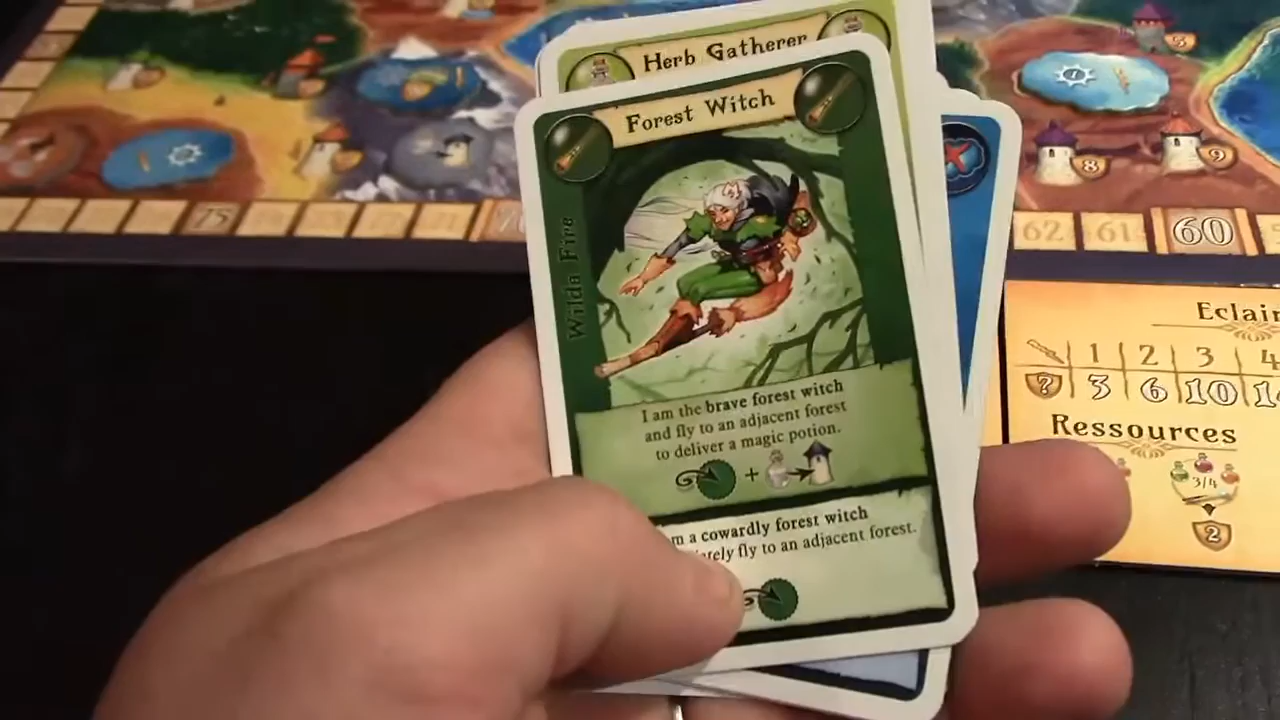 Herb Gatherer
Forest Witch
Wilda Fire
I am the brave forest witch
and fly to an adjacent forest
to deliver a magic potion.
+
a cowardly forest witch
fly to an adjacent forest.
5
8
9
75
62 61 60
Eclair
1 2 3 4
? 3 6 10 14
Ressources
3/4
2